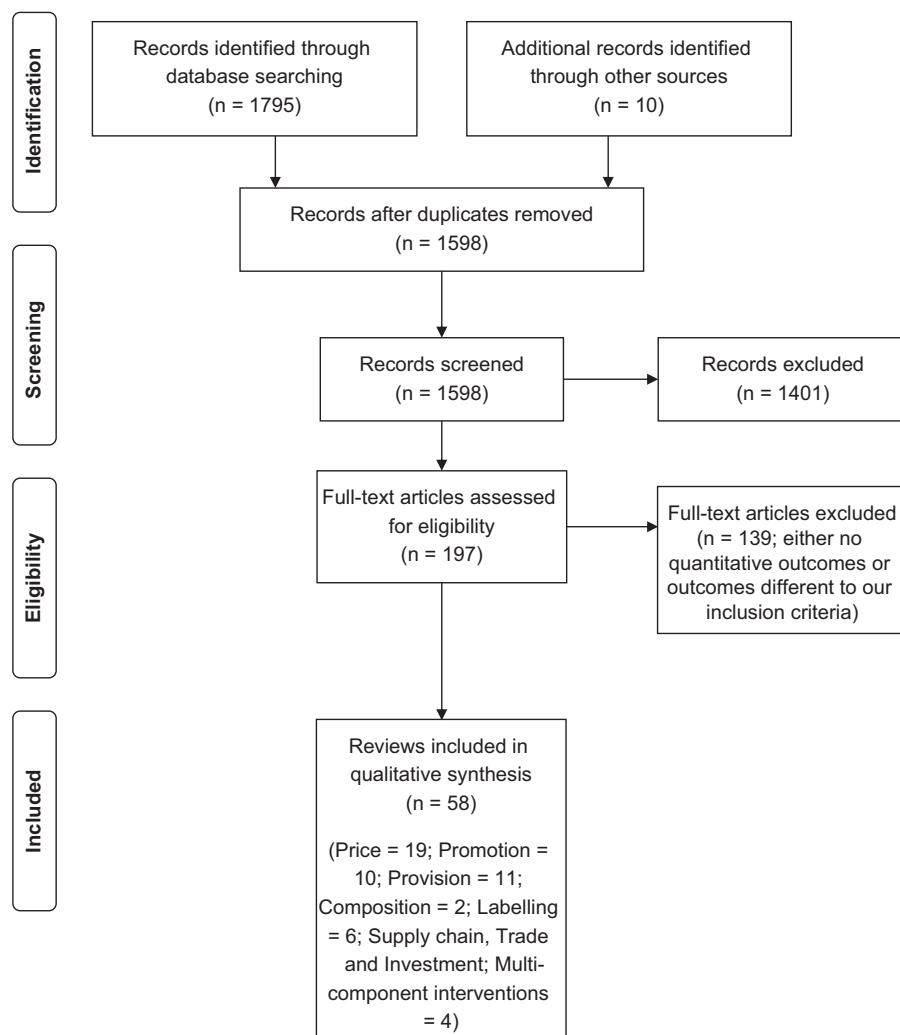 Identification
Records identified through
database searching
(n = 1795)
Additional records identified
through other sources
(n = 10)
Records after duplicates removed
(n = 1598)
Screening
Records screened
(n = 1598)
Records excluded
(n = 1401)
Eligibility
Full-text articles assessed
for eligibility
(n = 197)
Full-text articles excluded
(n = 139; either no
quantitative outcomes or
outcomes different to our
inclusion criteria)
Included
Reviews included in
qualitative synthesis
(n = 58)
(Price = 19; Promotion =
10; Provision = 11;
Composition = 2; Labelling
= 6; Supply chain, Trade
and Investment; Multi-
component interventions
= 4)